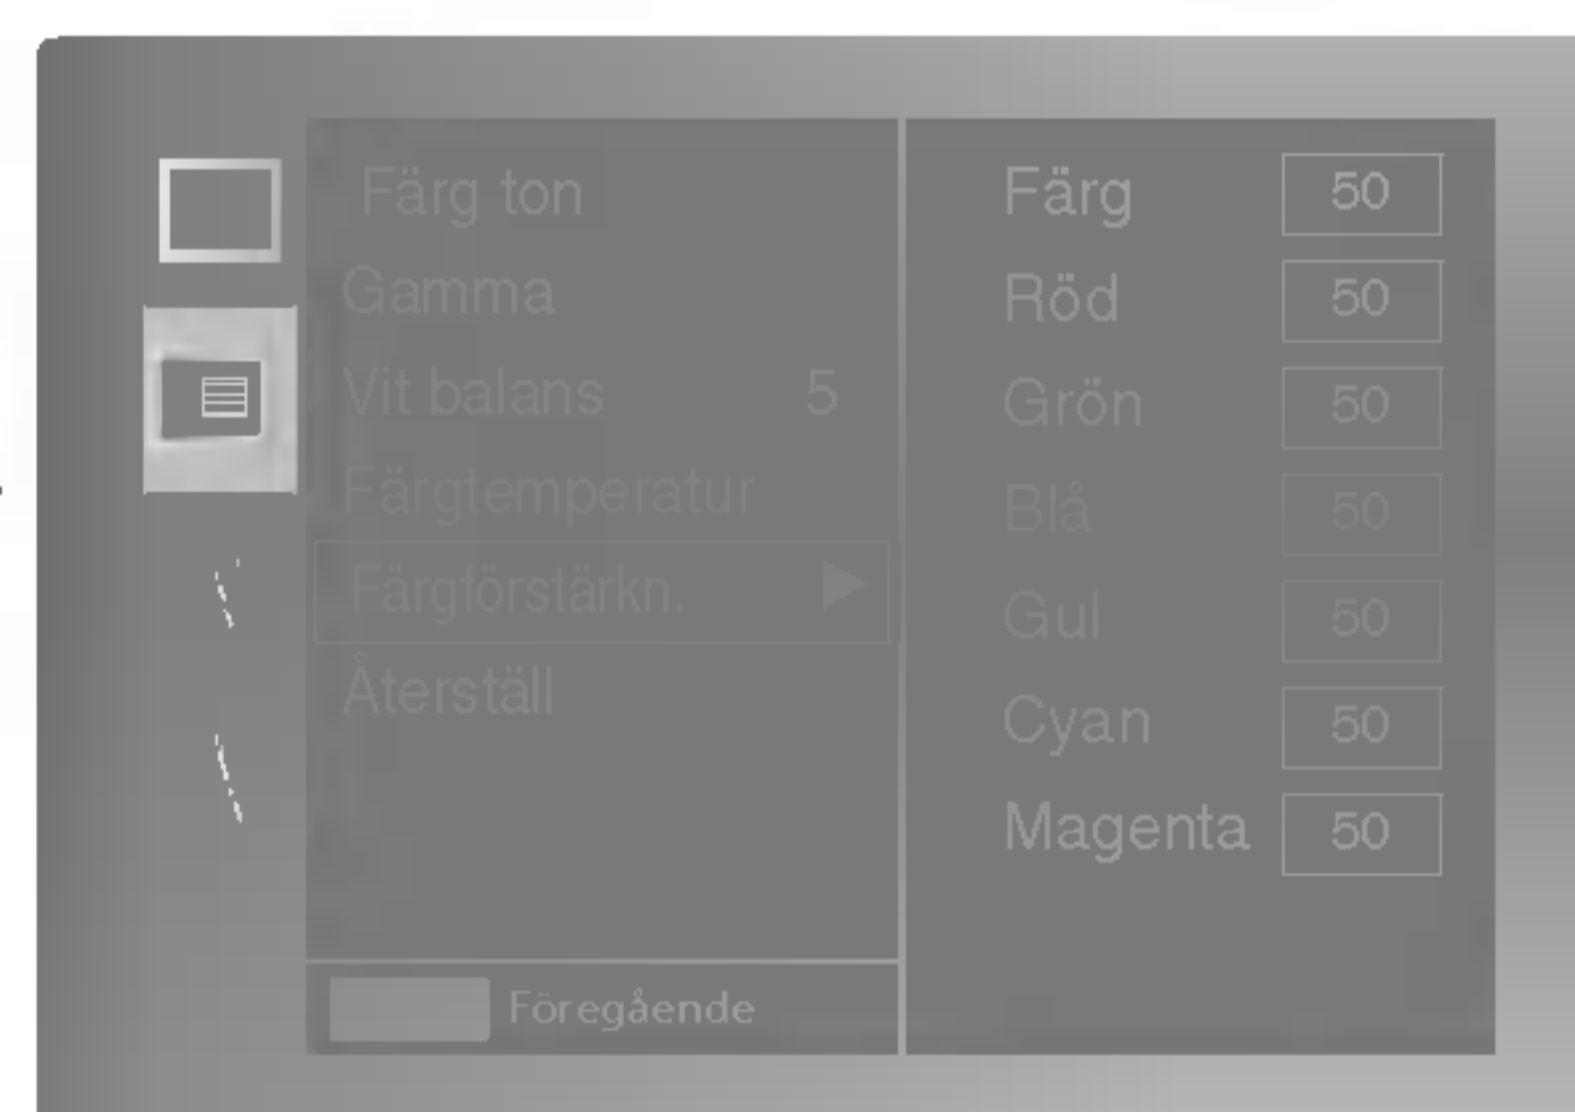 Färg ton
Gamma
Vit balans 5
Färgtemperatur
Färgförstärkn.
Återställ
Föregående
Färg 50
Röd 50
Grön 50
Blå 50
Gul 50
Cyan 50
Magenta 50